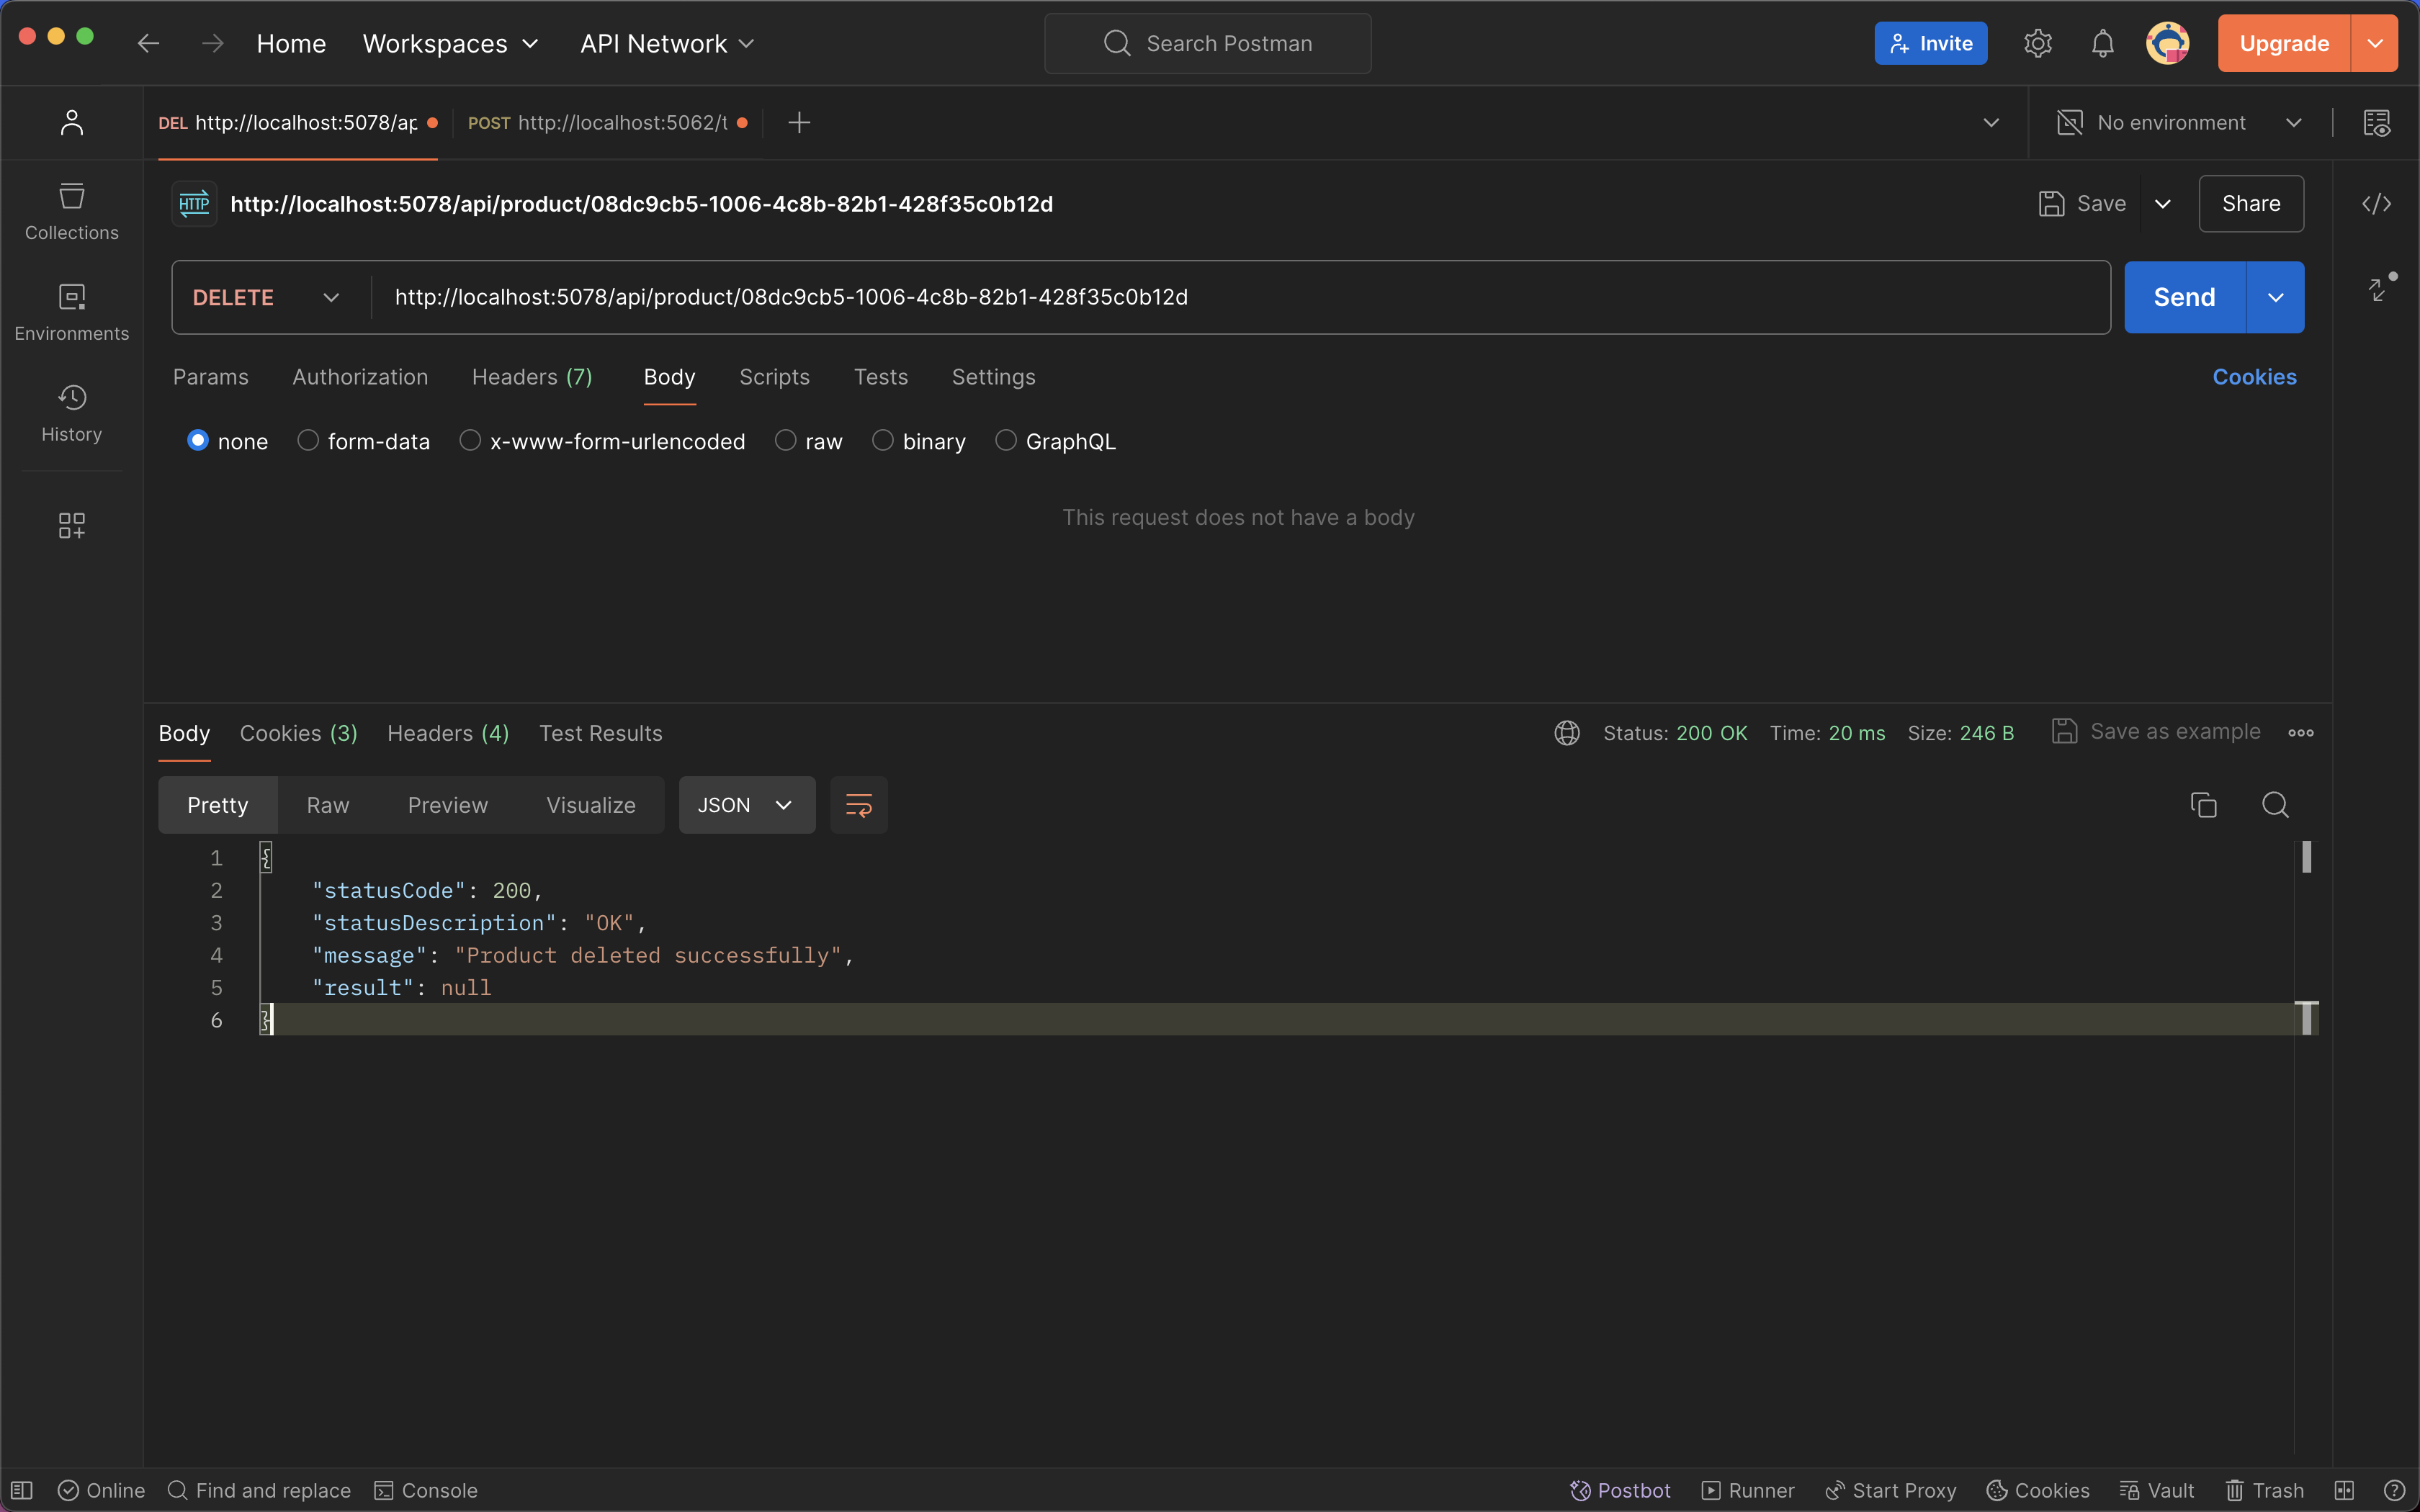 Home Workspaces API Network Search Postman Invite Upgrade
DEL http://localhost:5078/ap POST http://localhost:5062/t No environment
HTTP http://localhost:5078/api/product/08dc9cb5-1006-4c8b-82b1-428f35c0b12d Save Share
Collections
Environments
History
DELETE http://localhost:5078/api/product/08dc9cb5-1006-4c8b-82b1-428f35c0b12d Send
Params Authorization Headers (7) Body Scripts Tests Settings Cookies
none form-data x-www-form-urlencoded raw binary GraphQL
This request does not have a body
Body Cookies (3) Headers (4) Test Results Status: 200 OK Time: 20 ms Size: 246 B Save as example
Pretty Raw Preview Visualize JSON
1 {
2 "statusCode": 200,
3 "statusDescription": "OK",
4 "message": "Product deleted successfully",
5 "result": null
6 }
Online Find and replace Console Postbot Runner Start Proxy Cookies Vault Trash